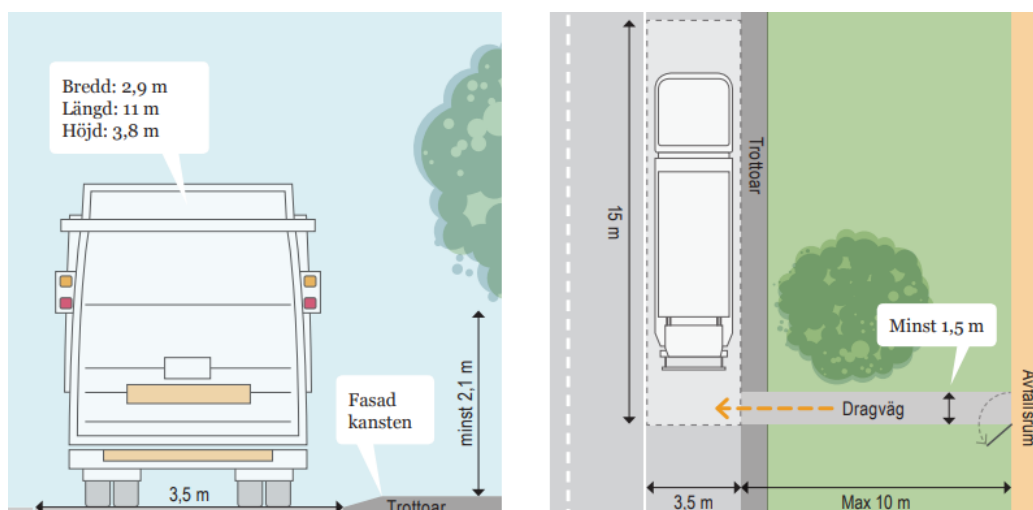 Bredd: 2,9 m
Längd: 11 m
Höjd: 3,8 m
minst 2,1 m
Fasad
kansten
3,5 m
Trottoar
15 m
Trottoar
Minst 1,5 m
Dragväg
Avfallsrum
3,5 m
Max 10 m